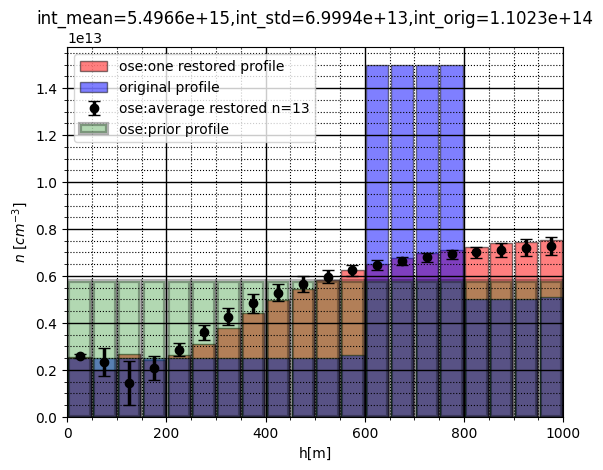 int_mean=5.4966e+15,int_std=6.9994e+13,int_orig=1.1023e+14
1e13
ose:one restored profile
original profile
ose:average restored n=13
ose:prior profile
1.4
1.2
1.0
0.8
0.6
0.4
0.2
0.0
n [cm⁻³]
0 200 400 600 800 1000
h[m]